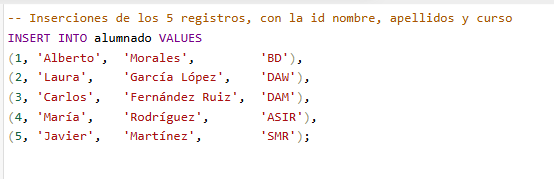 -- Inserciones de los 5 registros, con la id nombre, apellidos y curso
INSERT INTO alumnado VALUES
(1, 'Alberto', 'Morales', 'BD'),
(2, 'Laura', 'García López', 'DAW'),
(3, 'Carlos', 'Fernández Ruiz', 'DAM'),
(4, 'María', 'Rodríguez', 'ASIR'),
(5, 'Javier', 'Martínez', 'SMR');